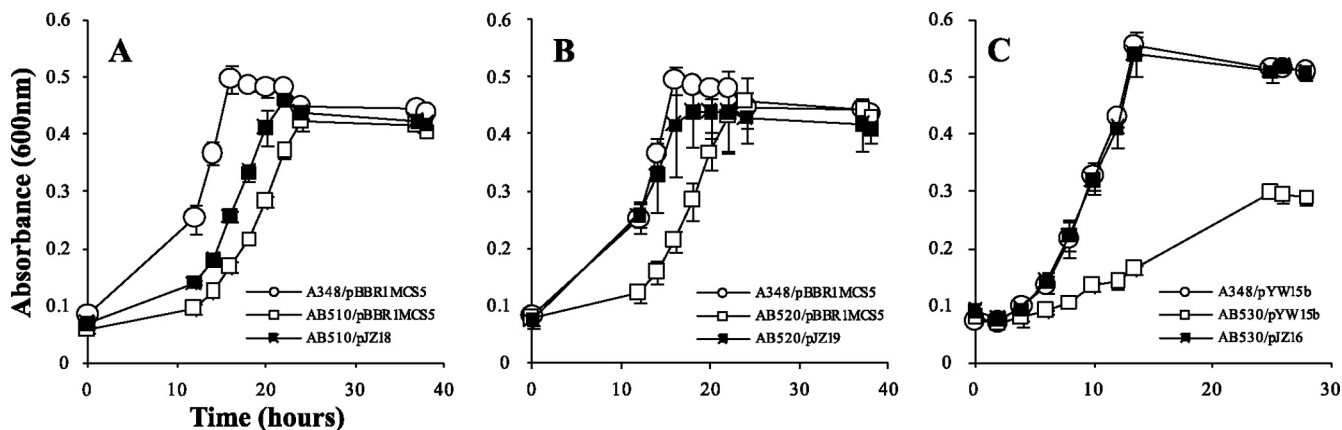 A
B
C
Absorbance (600nm)
0.6
0.5
0.4
0.3
0.2
0.1
0
0 10 20 30 40
A348/pBBR1MCS5
AB510/pBBR1MCS5
AB510/pJZ18
0.6
0.5
0.4
0.3
0.2
0.1
0
0 10 20 30 40
A348/pBBR1MCS5
AB520/pBBR1MCS5
AB520/pJZ19
0.6
0.5
0.4
0.3
0.2
0.1
0
0 10 20 30
A348/pYW15b
AB530/pYW15b
AB530/pJZ16
Time (hours)